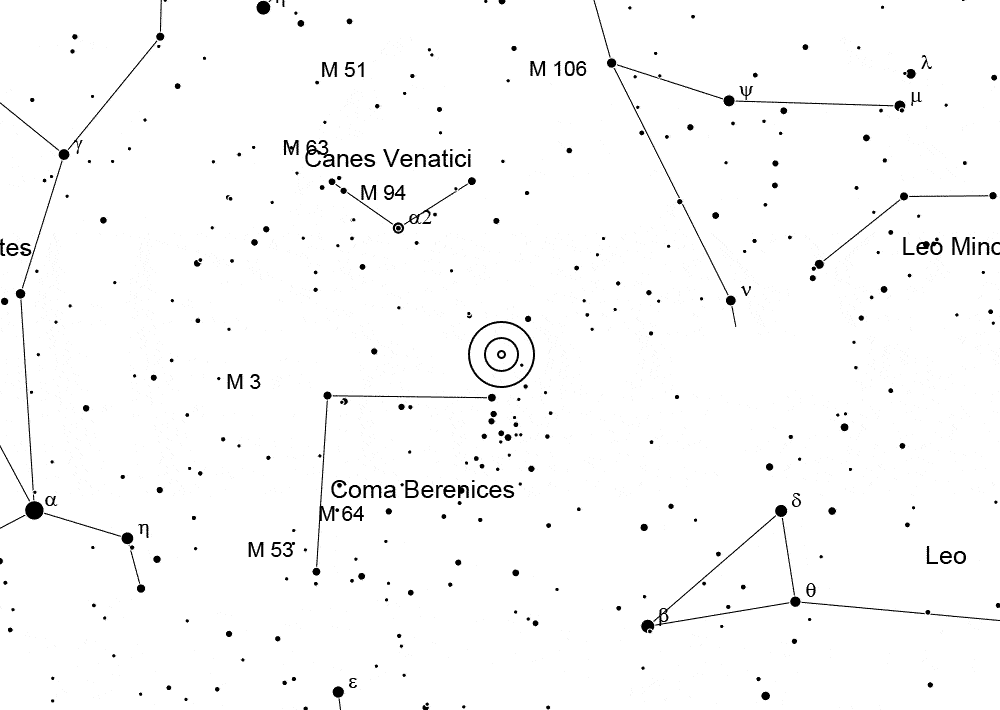 η
M 51
M 106
λ
ψ
μ
γ
M 63
Canes Venatici
M 94
α2
tes
Leo Mino
ν
M 3
Coma Berenices
α
M 64
δ
η
M 53
Leo
θ
β
ε